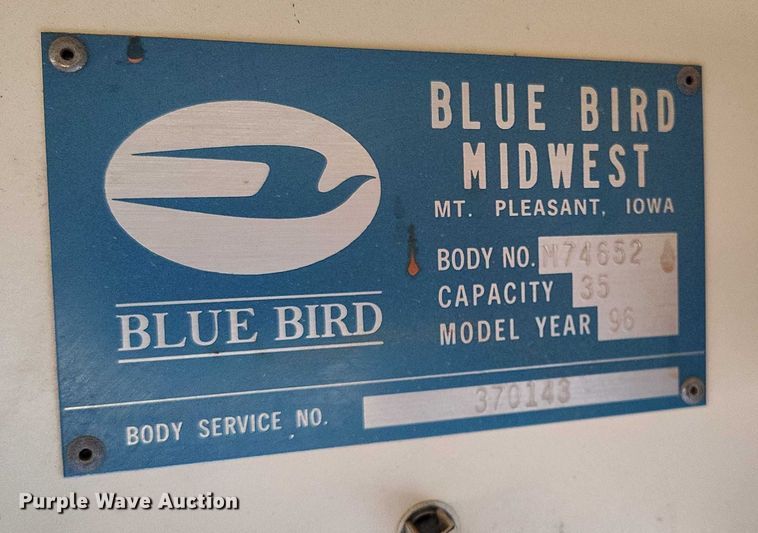 BLUE BIRD
MIDWEST
MT. PLEASANT, IOWA
BODY NO. M74652
CAPACITY 35
MODEL YEAR 96
BLUE BIRD
BODY SERVICE NO. 370143
Purple Wave Auction